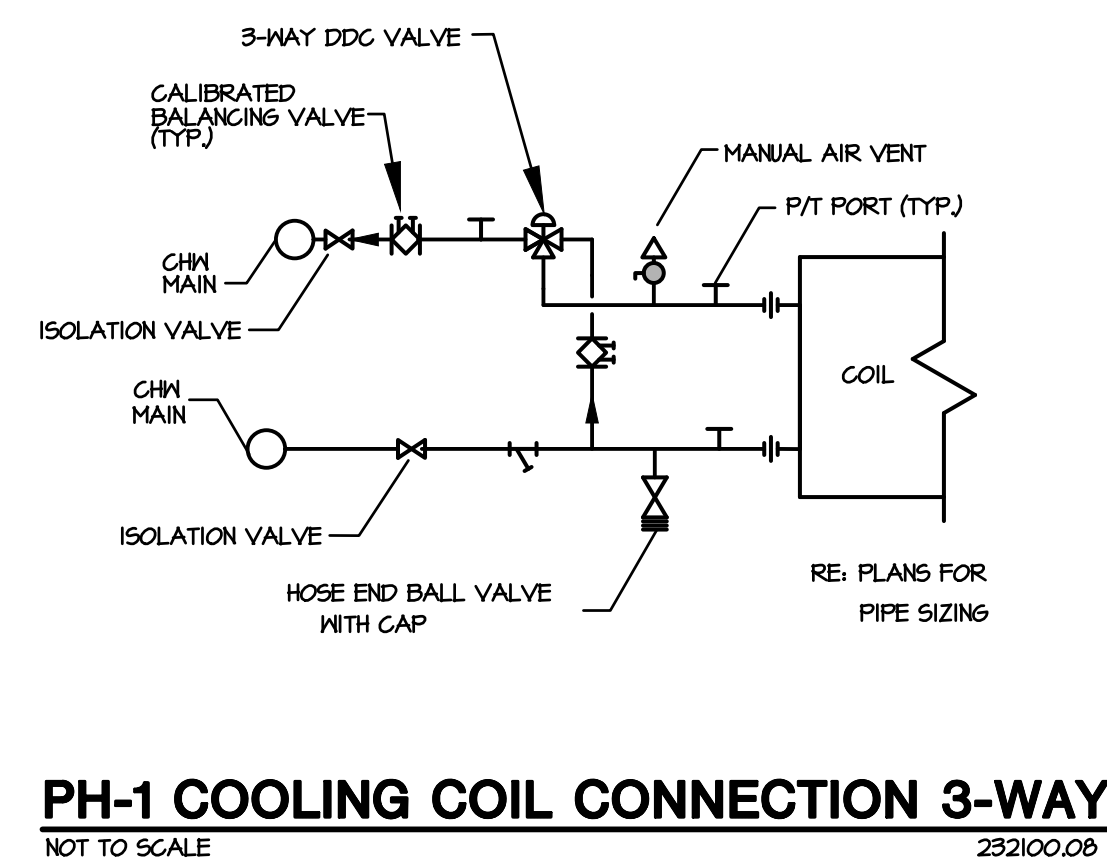 3-WAY DDC VALVE
CALIBRATED
BALANCING VALVE
(TYP.)
MANUAL AIR VENT
P/T PORT (TYP.)
CHW
MAIN
ISOLATION VALVE
CHW
MAIN
COIL
ISOLATION VALVE
HOSE END BALL VALVE
WITH CAP
RE: PLANS FOR
PIPE SIZING
PH-1 COOLING COIL CONNECTION 3-WAY
NOT TO SCALE
232100.08